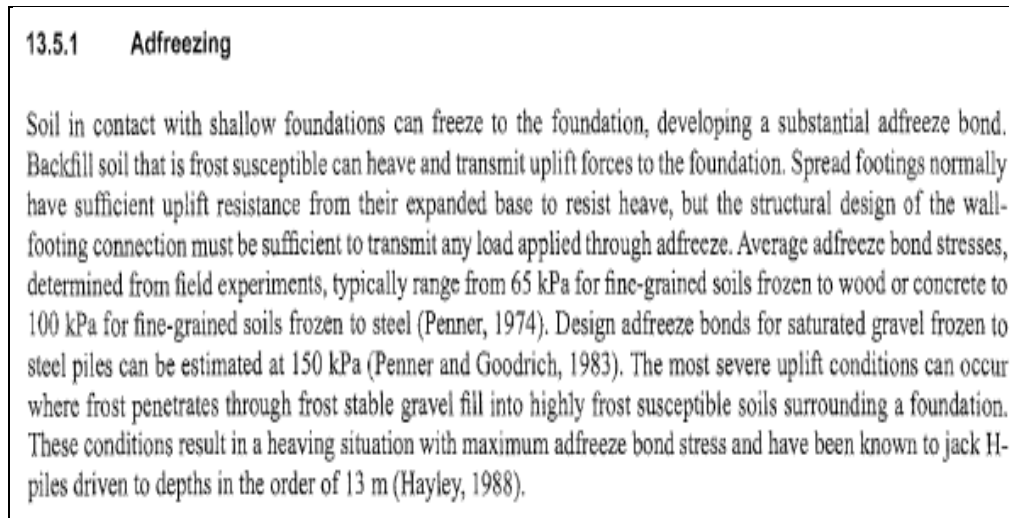 13.5.1 Adfreezing
Soil in contact with shallow foundations can freeze to the foundation, developing a substantial adfreeze bond.
Backfill soil that is frost susceptible can heave and transmit uplift forces to the foundation. Spread footings normally
have sufficient uplift resistance from their expanded base to resist heave, but the structural design of the wall-
footing connection must be sufficient to transmit any load applied through adfreeze. Average adfreeze bond stresses,
determined from field experiments, typically range from 65 kPa for fine-grained soils frozen to wood or concrete to
100 kPa for fine-grained soils frozen to steel (Penner, 1974). Design adfreeze bonds for saturated gravel frozen to
steel piles can be estimated at 150 kPa (Penner and Goodrich, 1983). The most severe uplift conditions can occur
where frost penetrates through frost stable gravel fill into highly frost susceptible soils surrounding a foundation.
These conditions result in a heaving situation with maximum adfreeze bond stress and have been known to jack H-
piles driven to depths in the order of 13 m (Hayley, 1988).